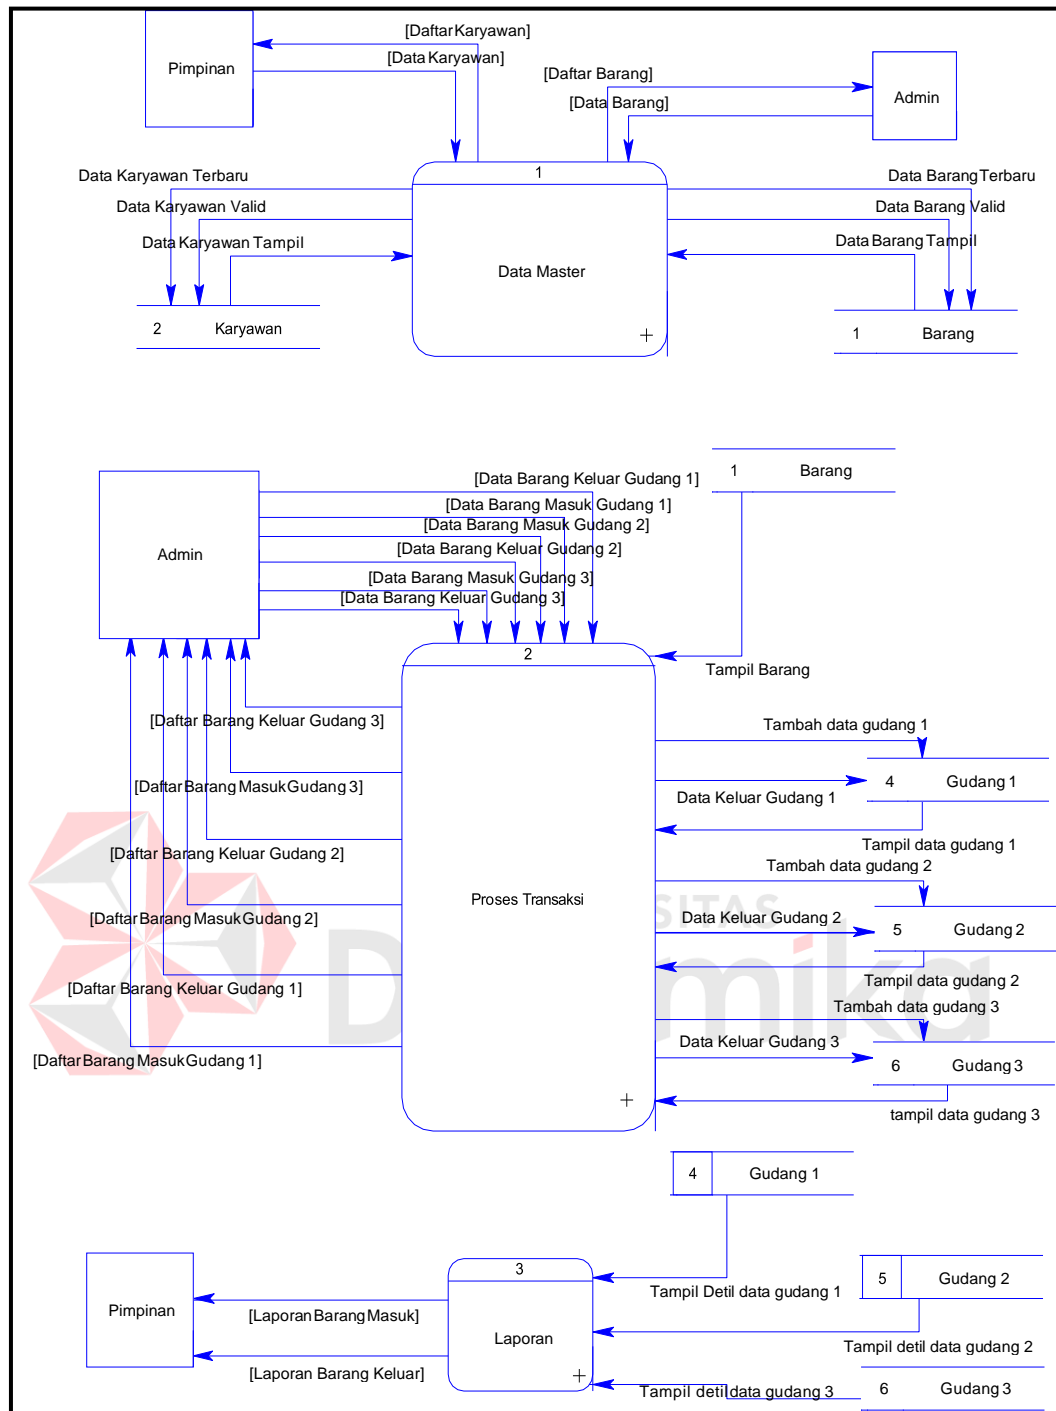 [Daftar Karyawan]
Pimpinan
[Data Karyawan]
[Daftar Barang]
[Data Barang]
Admin
1
Data Karyawan Terbaru
Data Barang Terbaru
Data Karyawan Valid
Data Barang Valid
Data Karyawan Tampil
Data Barang Tampil
Data Master
2 Karyawan
1 Barang
+
[Data Barang Keluar Gudang 1]
1 Barang
[Data Barang Masuk Gudang 1]
[Data Barang Masuk Gudang 2]
Admin
[Data Barang Keluar Gudang 2]
[Data Barang Masuk Gudang 3]
[Data Barang Keluar Gudang 3]
2
Tampil Barang
[Daftar Barang Keluar Gudang 3]
Tambah data gudang 1
[Daftar Barang Masuk Gudang 3]
4 Gudang 1
Data Keluar Gudang 1
[Daftar Barang Keluar Gudang 2]
Tampil data gudang 1
Tambah data gudang 2
Proses Transaksi
SITAS
[Daftar Barang Masuk Gudang 2]
Data Keluar Gudang 2
5 Gudang 2
D mika
[Daftar Barang Keluar Gudang 1]
Tampil data gudang 2
Tambah data gudang 3
Data Keluar Gudang 3
[Daftar Barang Masuk Gudang 1]
6 Gudang 3
+
tampil data gudang 3
4 Gudang 1
3
5 Gudang 2
Tampil Detil data gudang 1
Pimpinan
[Laporan Barang Masuk]
Laporan
Tampil detil data gudang 2
[Laporan Barang Keluar]
+
Tampil detil data gudang 3
6 Gudang 3